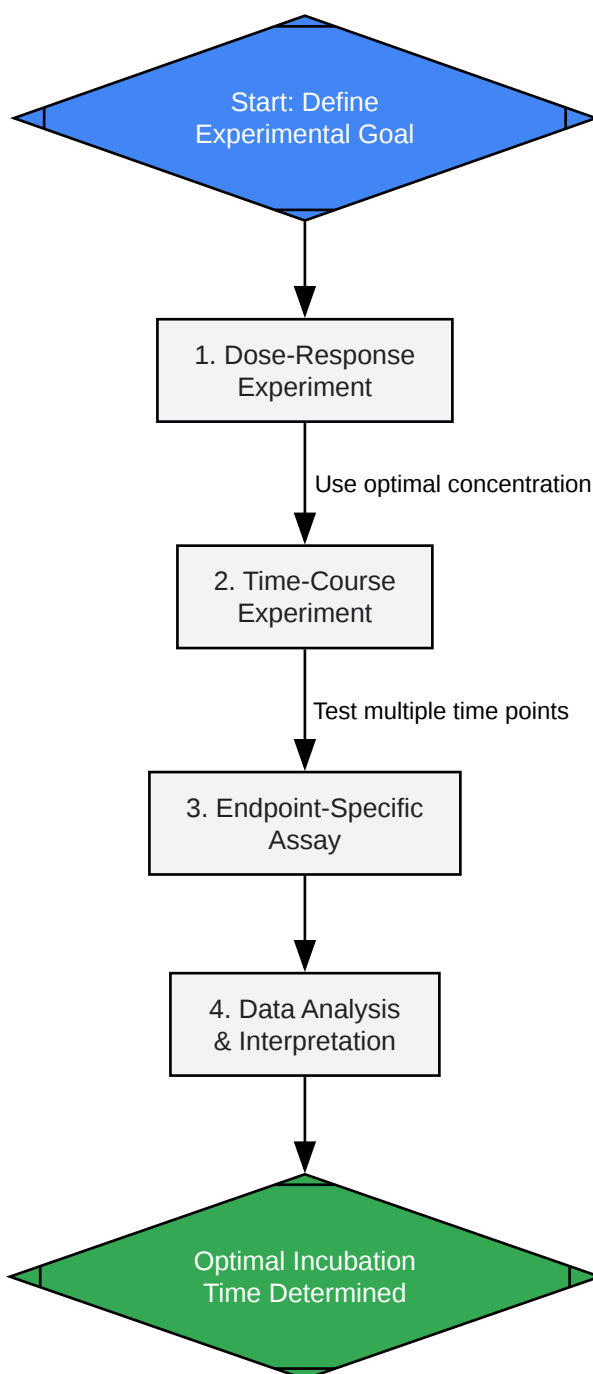 Start: Define
Experimental Goal
1. Dose-Response
Experiment
Use optimal concentration
2. Time-Course
Experiment
Test multiple time points
3. Endpoint-Specific
Assay
4. Data Analysis
& Interpretation
Optimal Incubation
Time Determined